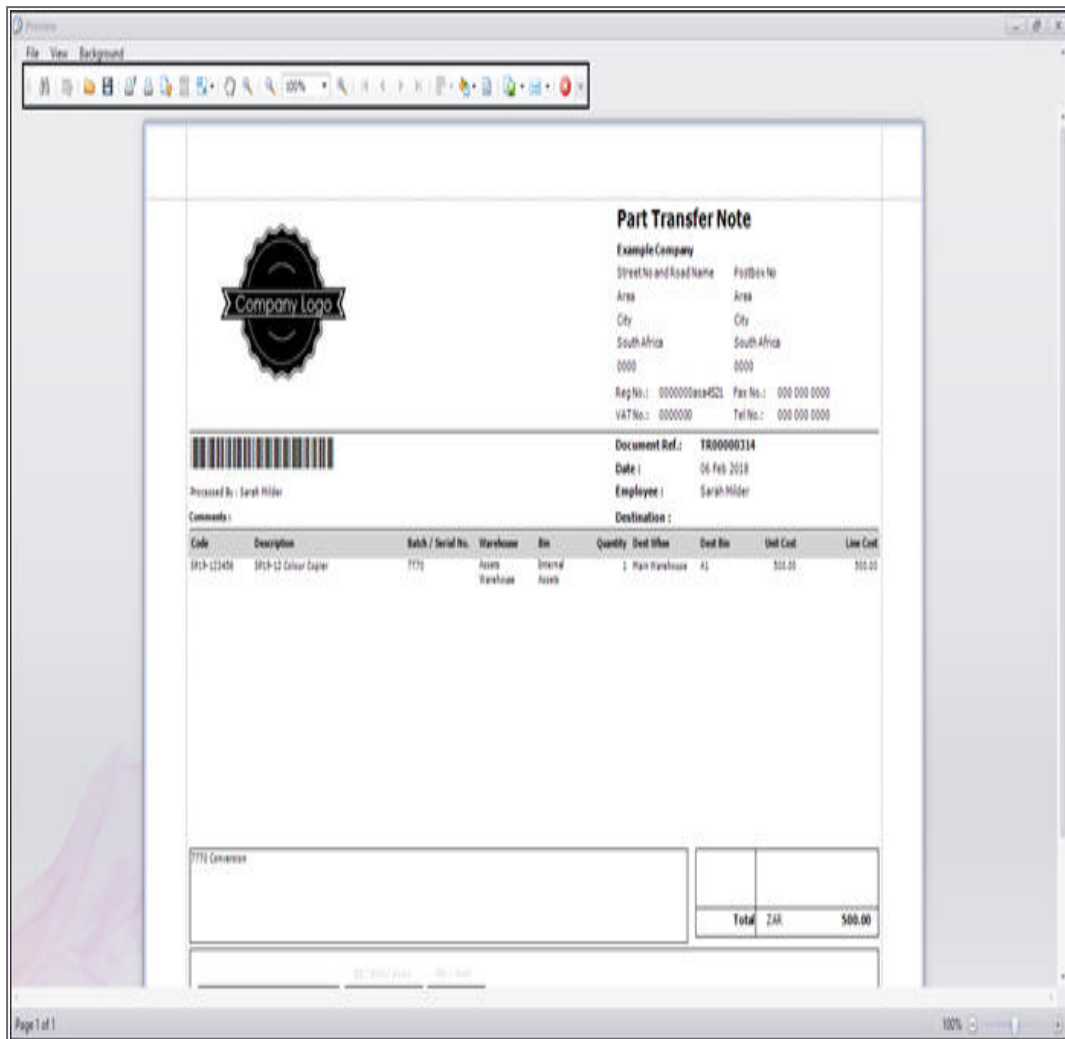 Preview
File View Background
100%
Part Transfer Note
Example Company
Street No and Road Name Postbox No
Area Area
City City
South Africa South Africa
0000 0000
Reg No.: 0000000asa4521 Fax No.: 000 000 0000
VAT No.: 0000000 Tel No.: 000 000 0000
Company Logo
Document Ref.: TR00000314
Date : 06 Feb 2018
Processed By : Sarah Milder Employee : Sarah Milder
Comments : Destination :
Code Description Batch / Serial No. Warehouse Bin Quantity Dest Whse Dest Bin Unit Cost Line Cost
SR19-123456 SR19-12 Colour Copier 7770 Assets Internal 1 Main Warehouse A1 500.00 500.00
Warehouse Assets
7770 Conversion
Total ZAR 500.00
Page 1 of 1 100%